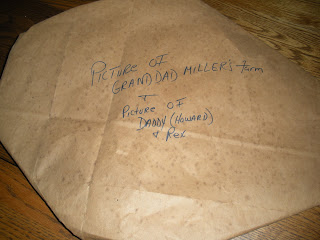 PICTURE OF
GRANDDAD MILLER'S farm
+
PICTURE OF
DADDY (HOWARD)
& REX